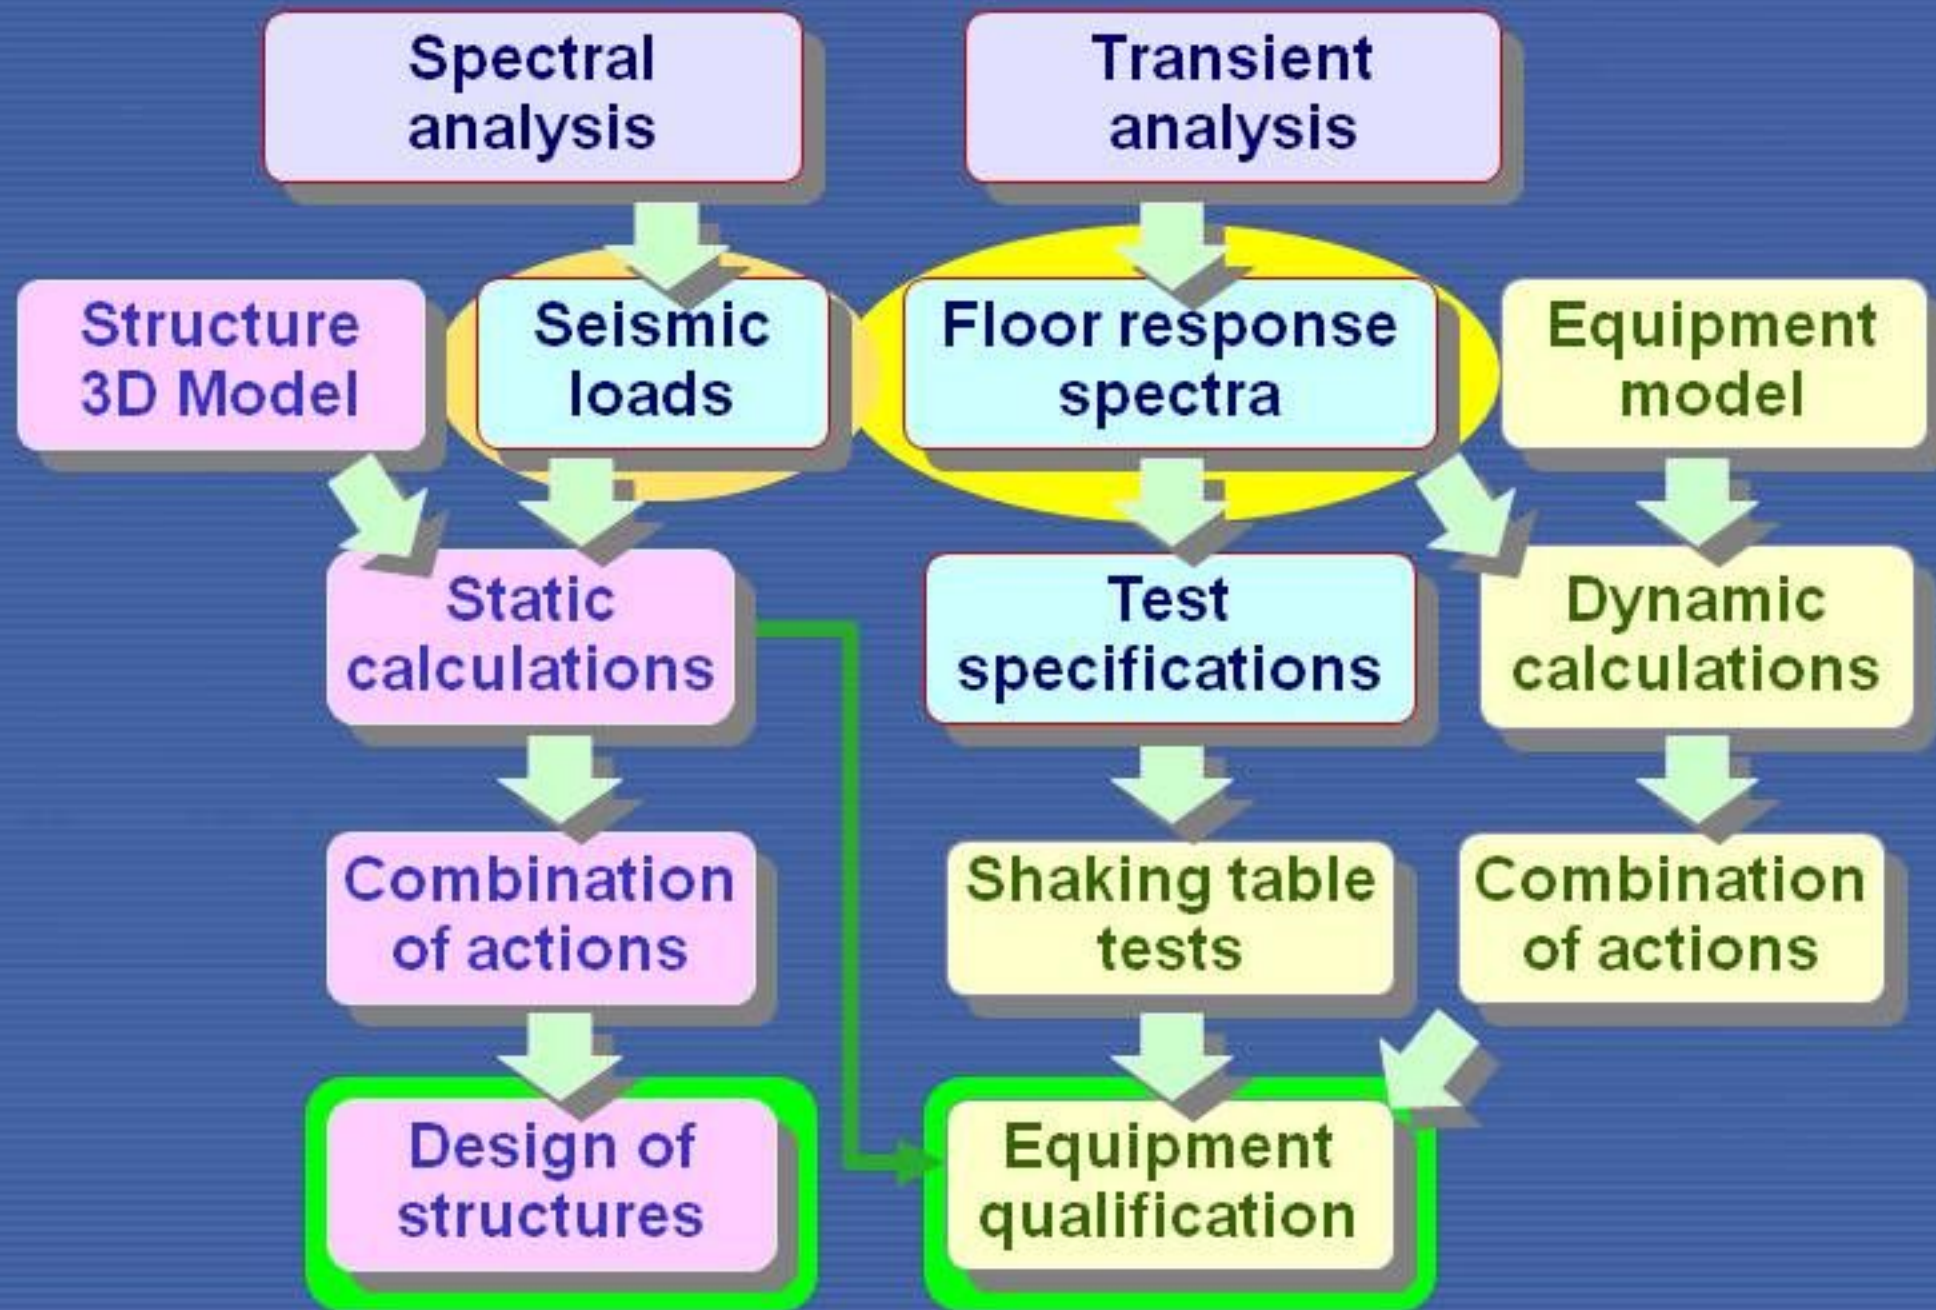 Spectral
analysis
Transient
analysis
Structure
3D Model
Seismic
loads
Floor response
spectra
Equipment
model
Static
calculations
Test
specifications
Dynamic
calculations
Combination
of actions
Shaking table
tests
Combination
of actions
Design of
structures
Equipment
qualification